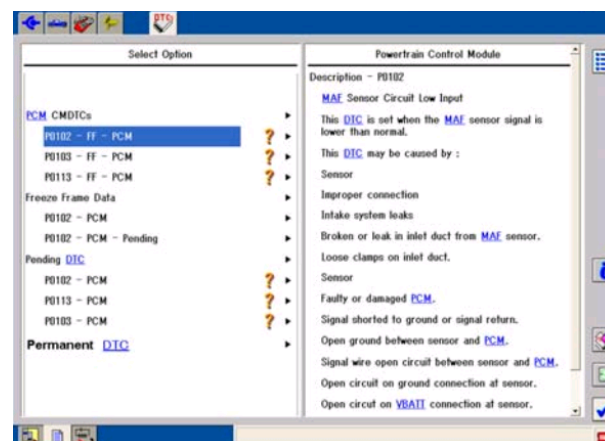 DTC
Select Option
PCM CMDTCs
P0102 - FF - PCM
?
P0103 - FF - PCM
?
P0113 - FF - PCM
?
Freeze Frame Data
P0102 - PCM
P0102 - PCM - Pending
Pending DTC
P0102 - PCM
?
P0113 - PCM
?
P0103 - PCM
?
Permanent DTC
Powertrain Control Module
Description - P0102
MAF Sensor Circuit Low Input
This DTC is set when the MAF sensor signal is
lower than normal.
This DTC may be caused by :
Sensor
Improper connection
Intake system leaks
Broken or leak in inlet duct from MAF sensor.
Loose clamps on inlet duct.
Sensor
Faulty or damaged PCM.
Signal shorted to ground or signal return.
Open ground between sensor and PCM.
Signal wire open circuit between sensor and PCM.
Open circuit on ground connection at sensor.
Open circut on VBATT connection at sensor.